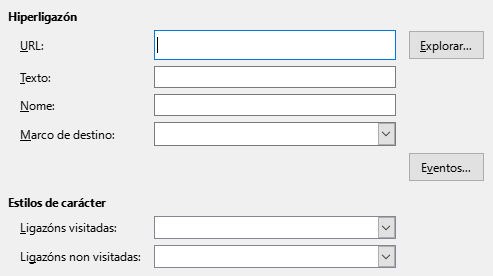 Hiperligazón
URL:
Explorar...
Texto:
Nome:
Marco de destino:
Eventos...
Estilos de carácter
Ligazóns visitadas:
Ligazóns non visitadas: